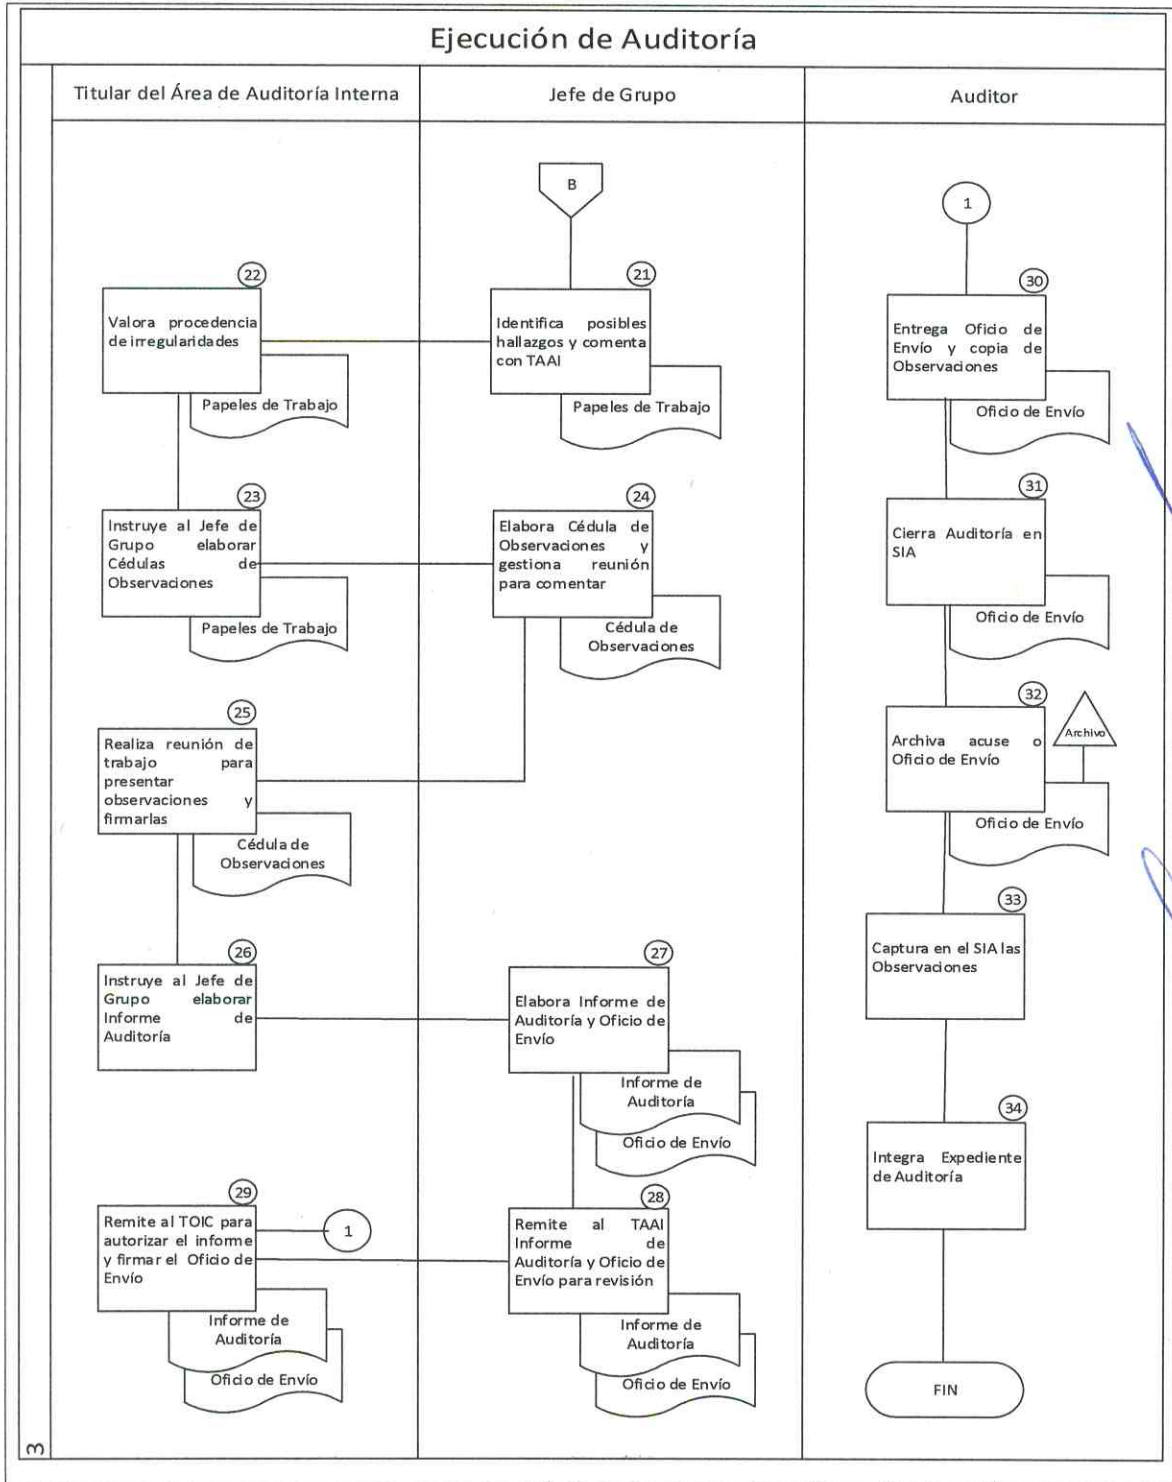 Ejecución de Auditoría
Titular del Área de Auditoría Interna
Jefe de Grupo
Auditor
B
21
Identifica posibles
hallazgos y comenta
con TAAI
Papeles de Trabajo
22
Valora procedencia
de irregularidades
Papeles de Trabajo
23
Instruye al Jefe de
Grupo elaborar
Cédulas de
Observaciones
Papeles de Trabajo
24
Elabora Cédula de
Observaciones y
gestiona reunión
para comentar
Cédula de
Observaciones
25
Realiza reunión de
trabajo para
presentar
observaciones y
firmarlas
Cédula de
Observaciones
26
Instruye al Jefe de
Grupo elaborar
Informe de
Auditoría
27
Elabora Informe de
Auditoría y Oficio de
Envío
Informe de
Auditoría
Oficio de Envío
28
Remite al TAAI
Informe de
Auditoría y Oficio de
Envío para revisión
Informe de
Auditoría
Oficio de Envío
29
Remite al TOIC para
autorizar el informe
y firmar el Oficio de
Envío
1
Informe de
Auditoría
Oficio de Envío
1
30
Entrega Oficio de
Envío y copia de
Observaciones
Oficio de Envío
31
Cierra Auditoría en
SIA
Oficio de Envío
32
Archiva acuse o
Oficio de Envío
Archivo
Oficio de Envío
33
Captura en el SIA las
Observaciones
34
Integra Expediente
de Auditoría
FIN
3